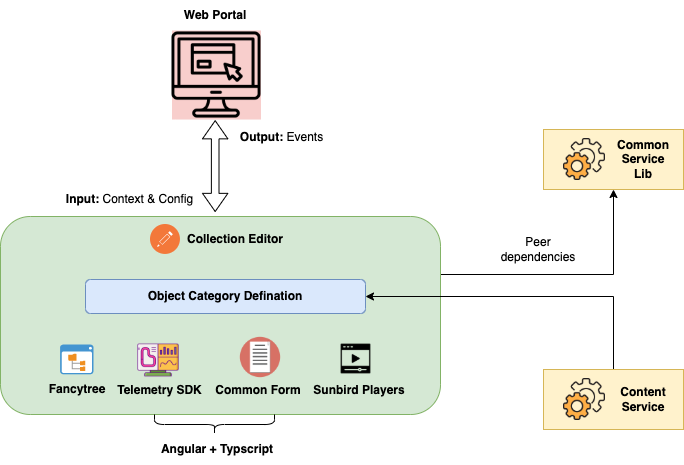 Web Portal
Output: Events
Input: Context & Config
Common
Service
Lib
Collection Editor
Peer
dependencies
Object Category Defination
Fancytree
Telemetry SDK
Common Form
Sunbird Players
Content
Service
Angular + Typscript